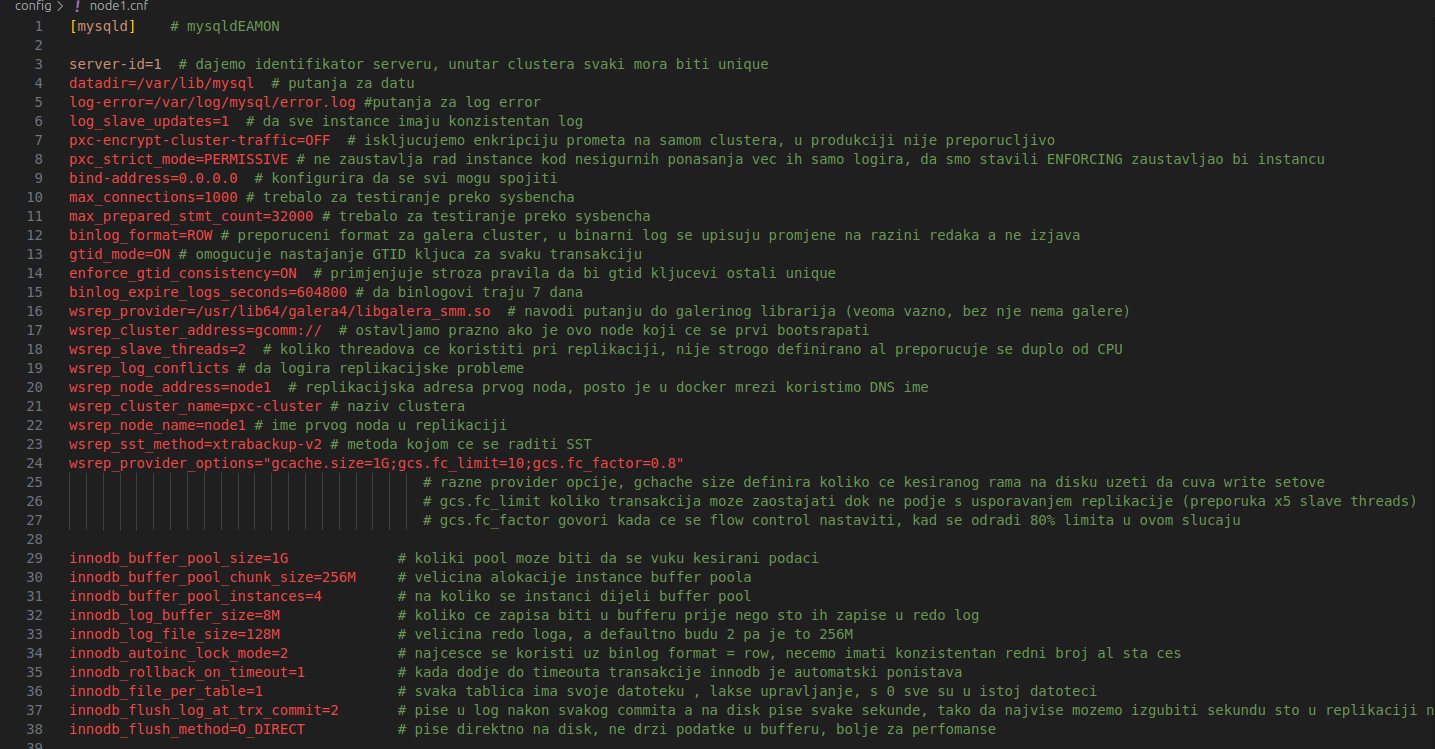 config > ! node1.cnf
1 [mysqld] # mysqldEAMON
2
3 server-id=1 # dajemo identifikator serveru, unutar clustera svaki mora biti unique
4 datadir=/var/lib/mysql # putanja za datu
5 log-error=/var/log/mysql/error.log #putanja za log error
6 log_slave_updates=1 # da sve instance imaju konzistentan log
7 pxc-encrypt-cluster-traffic=OFF # iskljucujemo enkripciju prometa na samom clustera, u produkciji nije preporucljivo
8 pxc_strict_mode=PERMISSIVE # ne zaustavlja rad instance kod nesigurnih ponasanja vec ih samo logira, da smo stavili ENFORCING zaustavljao bi instancu
9 bind-address=0.0.0.0 # konfigurira da se svi mogu spojiti
10 max_connections=1000 # trebalo za testiranje preko sysbencha
11 max_prepared_stmt_count=32000 # trebalo za testiranje preko sysbencha
12 binlog_format=ROW # preporuceni format za galera cluster, u binarni log se upisuju promjene na razini redaka a ne izjava
13 gtid_mode=ON # omogucuje nastajanje GTID kljuca za svaku transakciju
14 enforce_gtid_consistency=ON # primjenjuje stroza pravila da bi gtid kljucevi ostali unique
15 binlog_expire_logs_seconds=604800 # da binlogovi traju 7 dana
16 wsrep_provider=/usr/lib64/galera4/libgalera_smm.so # navodi putanju do galerinog librarija (veoma vazno, bez nje nema galere)
17 wsrep_cluster_address=gcomm:// # ostavljamo prazno ako je ovo node koji ce se prvi bootsrapati
18 wsrep_slave_threads=2 # koliko threadova ce koristiti pri replikaciji, nije strogo definirano al preporucuje se duplo od CPU
19 wsrep_log_conflicts # da logira replikacijske probleme
20 wsrep_node_address=node1 # replikacijska adresa prvog noda, posto je u docker mrezi koristimo DNS ime
21 wsrep_cluster_name=pxc-cluster # naziv clustera
22 wsrep_node_name=node1 # ime prvog noda u replikaciji
23 wsrep_sst_method=xtrabackup-v2 # metoda kojom ce se raditi SST
24 wsrep_provider_options="gcache.size=1G;gcs.fc_limit=10;gcs.fc_factor=0.8"
25 # razne provider opcije, gchache size definira koliko ce kesiranog rama na disku uzeti da cuva write setove
26 # gcs.fc_limit koliko transakcija moze zaostajati dok ne podje s usporavanjem replikacije (preporuka x5 slave threads)
27 # gcs.fc_factor govori kada ce se flow control nastaviti, kad se odradi 80% limita u ovom slucaju
28
29 innodb_buffer_pool_size=1G # koliki pool moze biti da se vuku kesirani podaci
30 innodb_buffer_pool_chunk_size=256M # velicina alokacije instance buffer poola
31 innodb_buffer_pool_instances=4 # na koliko se instanci dijeli buffer pool
32 innodb_log_buffer_size=8M # koliko ce zapisa biti u bufferu prije nego sto ih zapise u redo log
33 innodb_log_file_size=128M # velicina redo loga, a defaultno budu 2 pa je to 256M
34 innodb_autoinc_lock_mode=2 # najcesce se koristi uz binlog format = row, necemo imati konzistentan redni broj al sta ces
35 innodb_rollback_on_timeout=1 # kada dodje do timeouta transakcije innodb je automatski ponistava
36 innodb_file_per_table=1 # svaka tablica ima svoje datoteku , lakse upravljanje, s 0 sve su u istoj datoteci
37 innodb_flush_log_at_trx_commit=2 # pise u log nakon svakog commita a na disk pise svake sekunde, tako da najvise mozemo izgubiti sekundu sto u replikaciji n
38 innodb_flush_method=O_DIRECT # pise direktno na disk, ne drzi podatke u bufferu, bolje za perfomanse
39